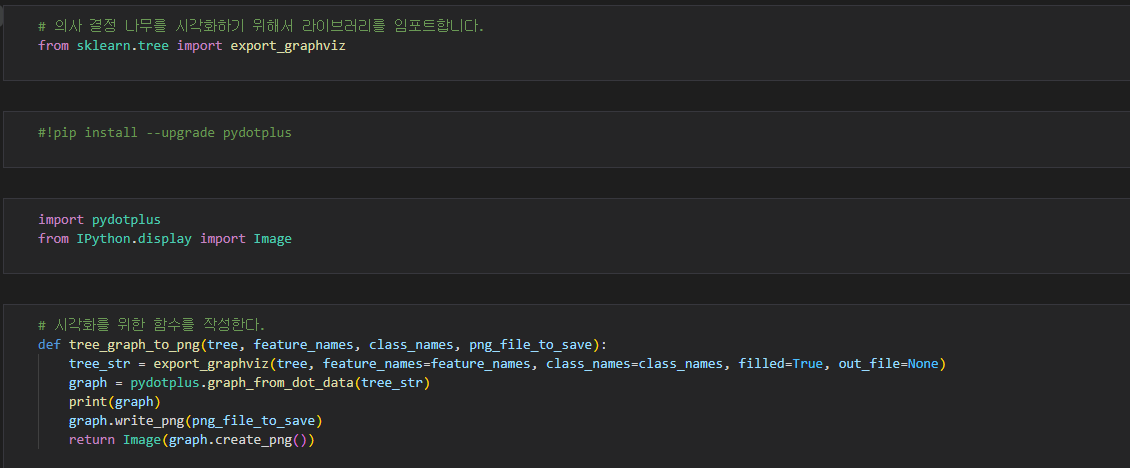 # 의사 결정 나무를 시각화하기 위해서 라이브러리를 임포트합니다.
from sklearn.tree import export_graphviz
#!pip install --upgrade pydotplus
import pydotplus
from IPython.display import Image
# 시각화를 위한 함수를 작성한다.
def tree_graph_to_png(tree, feature_names, class_names, png_file_to_save):
    tree_str = export_graphviz(tree, feature_names=feature_names, class_names=class_names, filled=True, out_file=None)
    graph = pydotplus.graph_from_dot_data(tree_str)
    print(graph)
    graph.write_png(png_file_to_save)
    return Image(graph.create_png())